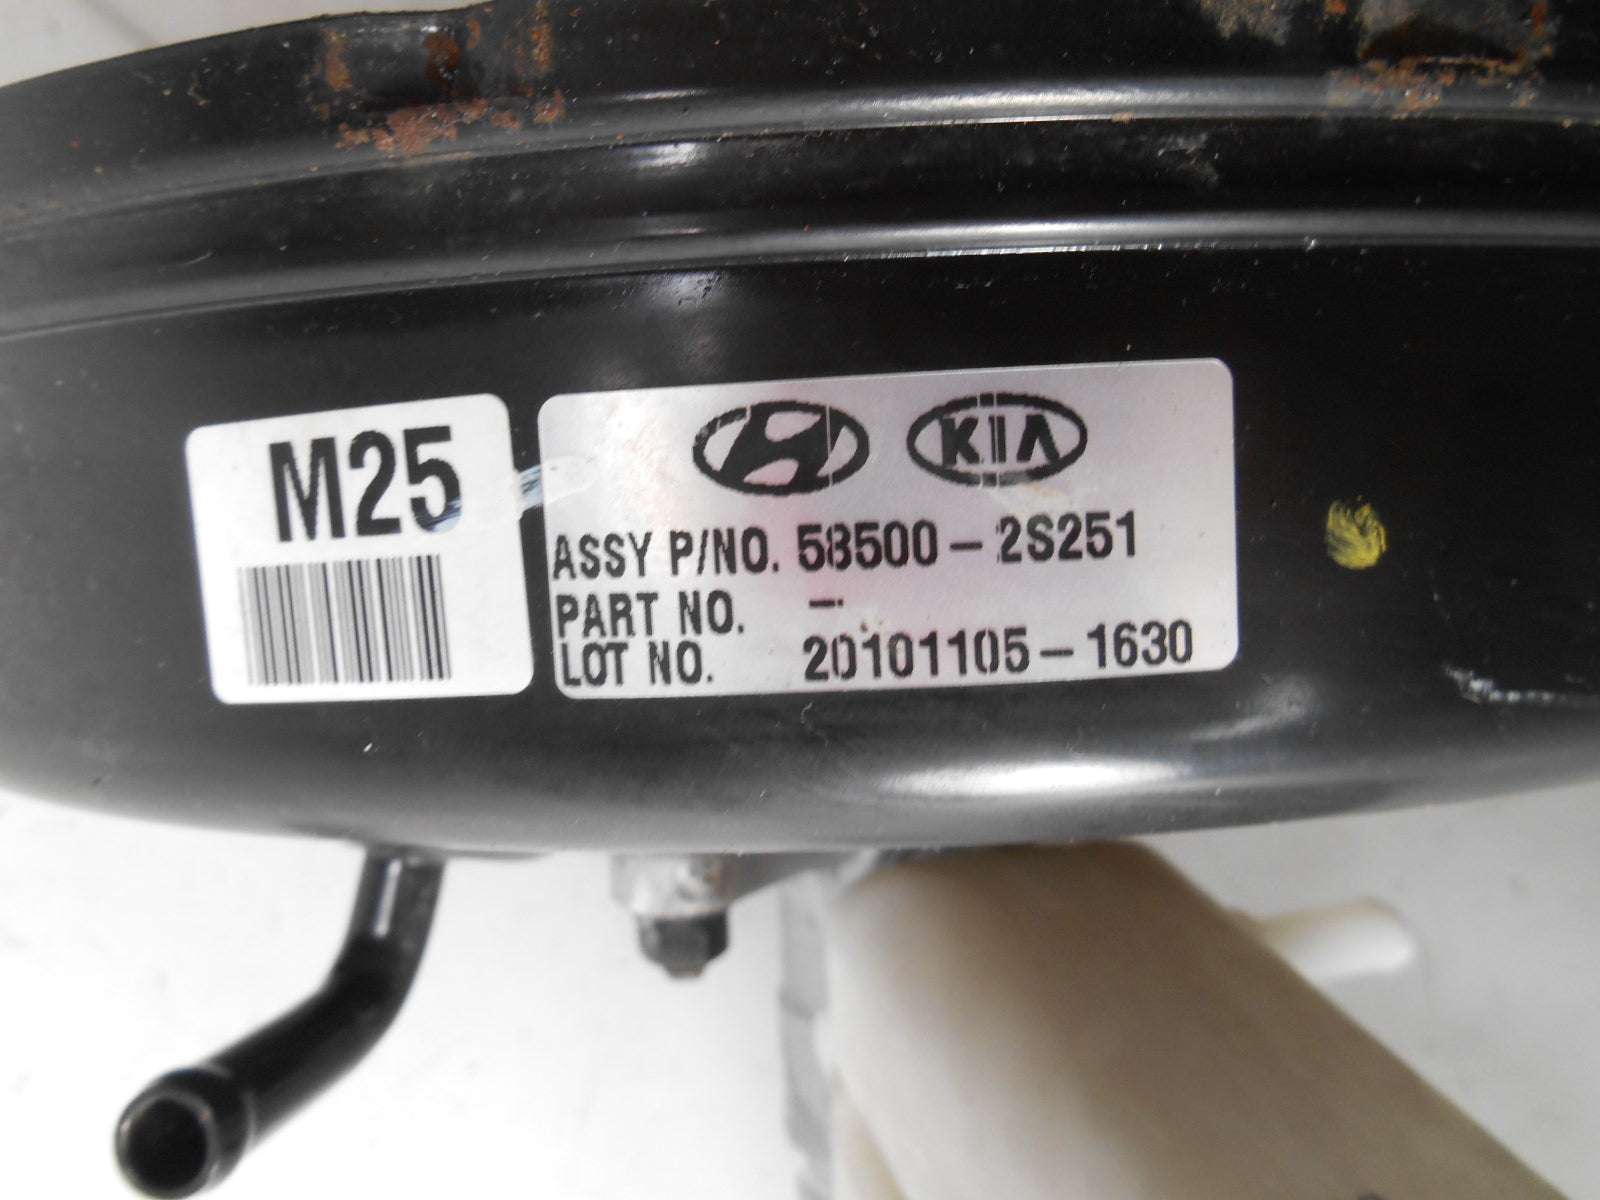 M25
KIA
ASSY P/NO. 58500-2S251
PART NO. -
LOT NO. 20101105-1630